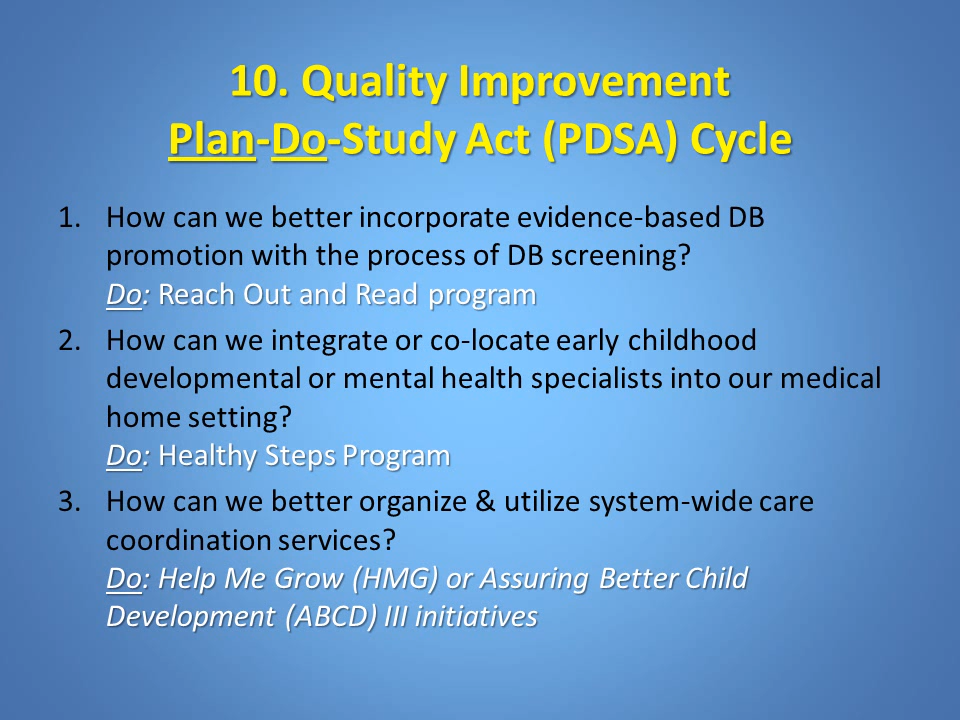 10. Quality Improvement
Plan-Do-Study Act (PDSA) Cycle
1. How can we better incorporate evidence-based DB
promotion with the process of DB screening?
Do: Reach Out and Read program
2. How can we integrate or co-locate early childhood
developmental or mental health specialists into our medical
home setting?
Do: Healthy Steps Program
3. How can we better organize & utilize system-wide care
coordination services?
Do: Help Me Grow (HMG) or Assuring Better Child
Development (ABCD) III initiatives